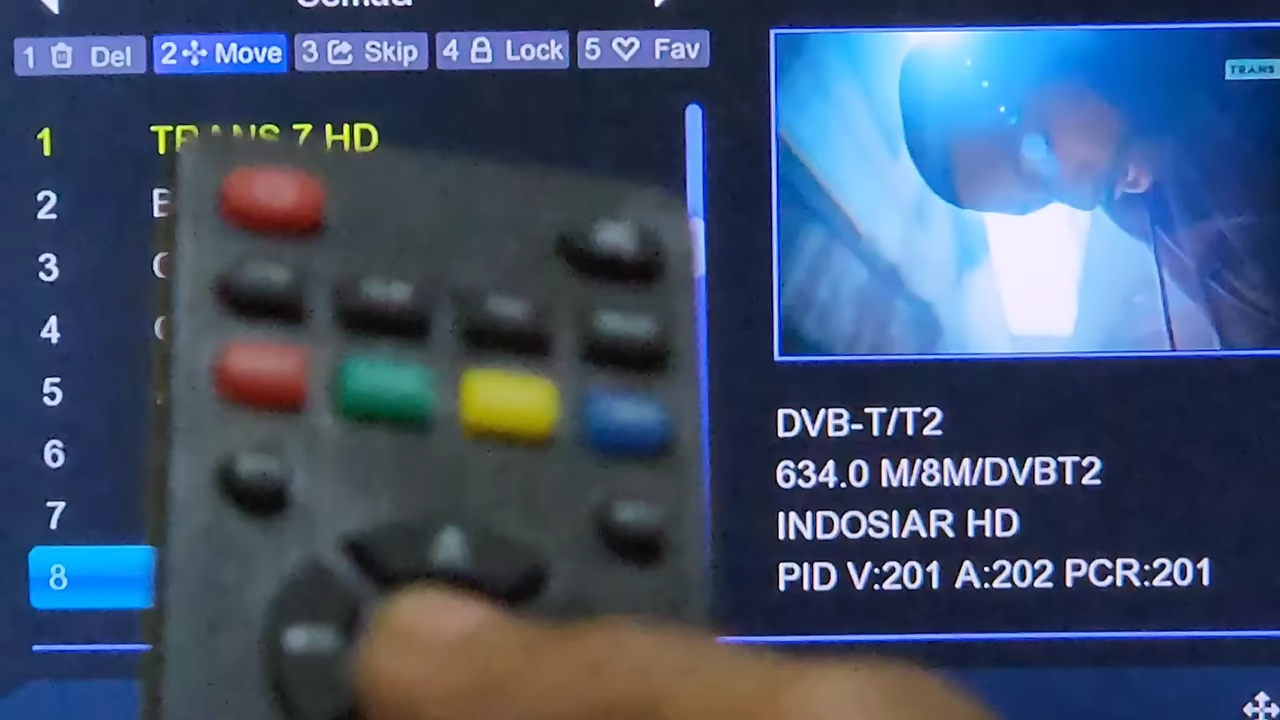 1 Del 2 Move 3 Skip 4 Lock 5 Fav
1 TRANS 7 HD
2
3
4
5
6
7
8
TRANS
DVB-T/T2
634.0 M/8M/DVBT2
INDOSIAR HD
PID V:201 A:202 PCR:201